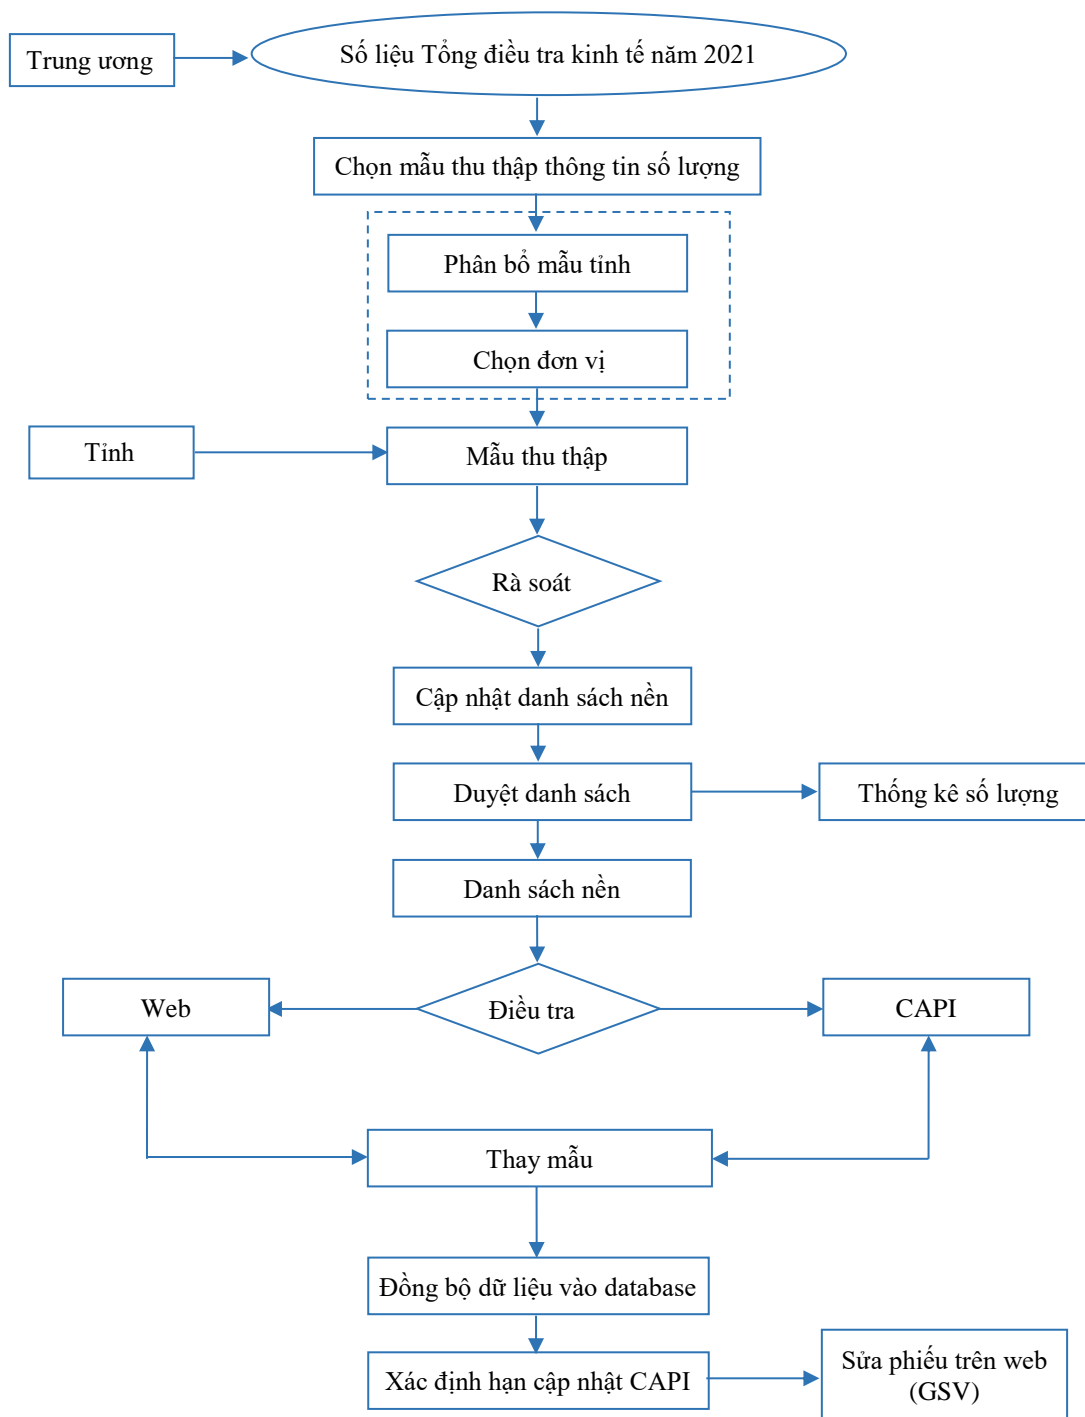 Trung ương
Số liệu Tổng điều tra kinh tế năm 2021
Chọn mẫu thu thập thông tin số lượng
Phân bổ mẫu tỉnh
Chọn đơn vị
Tỉnh
Mẫu thu thập
Rà soát
Cập nhật danh sách nền
Duyệt danh sách
Thống kê số lượng
Danh sách nền
Web
Điều tra
CAPI
Thay mẫu
Đồng bộ dữ liệu vào database
Xác định hạn cập nhật CAPI
Sửa phiếu trên web
(GSV)